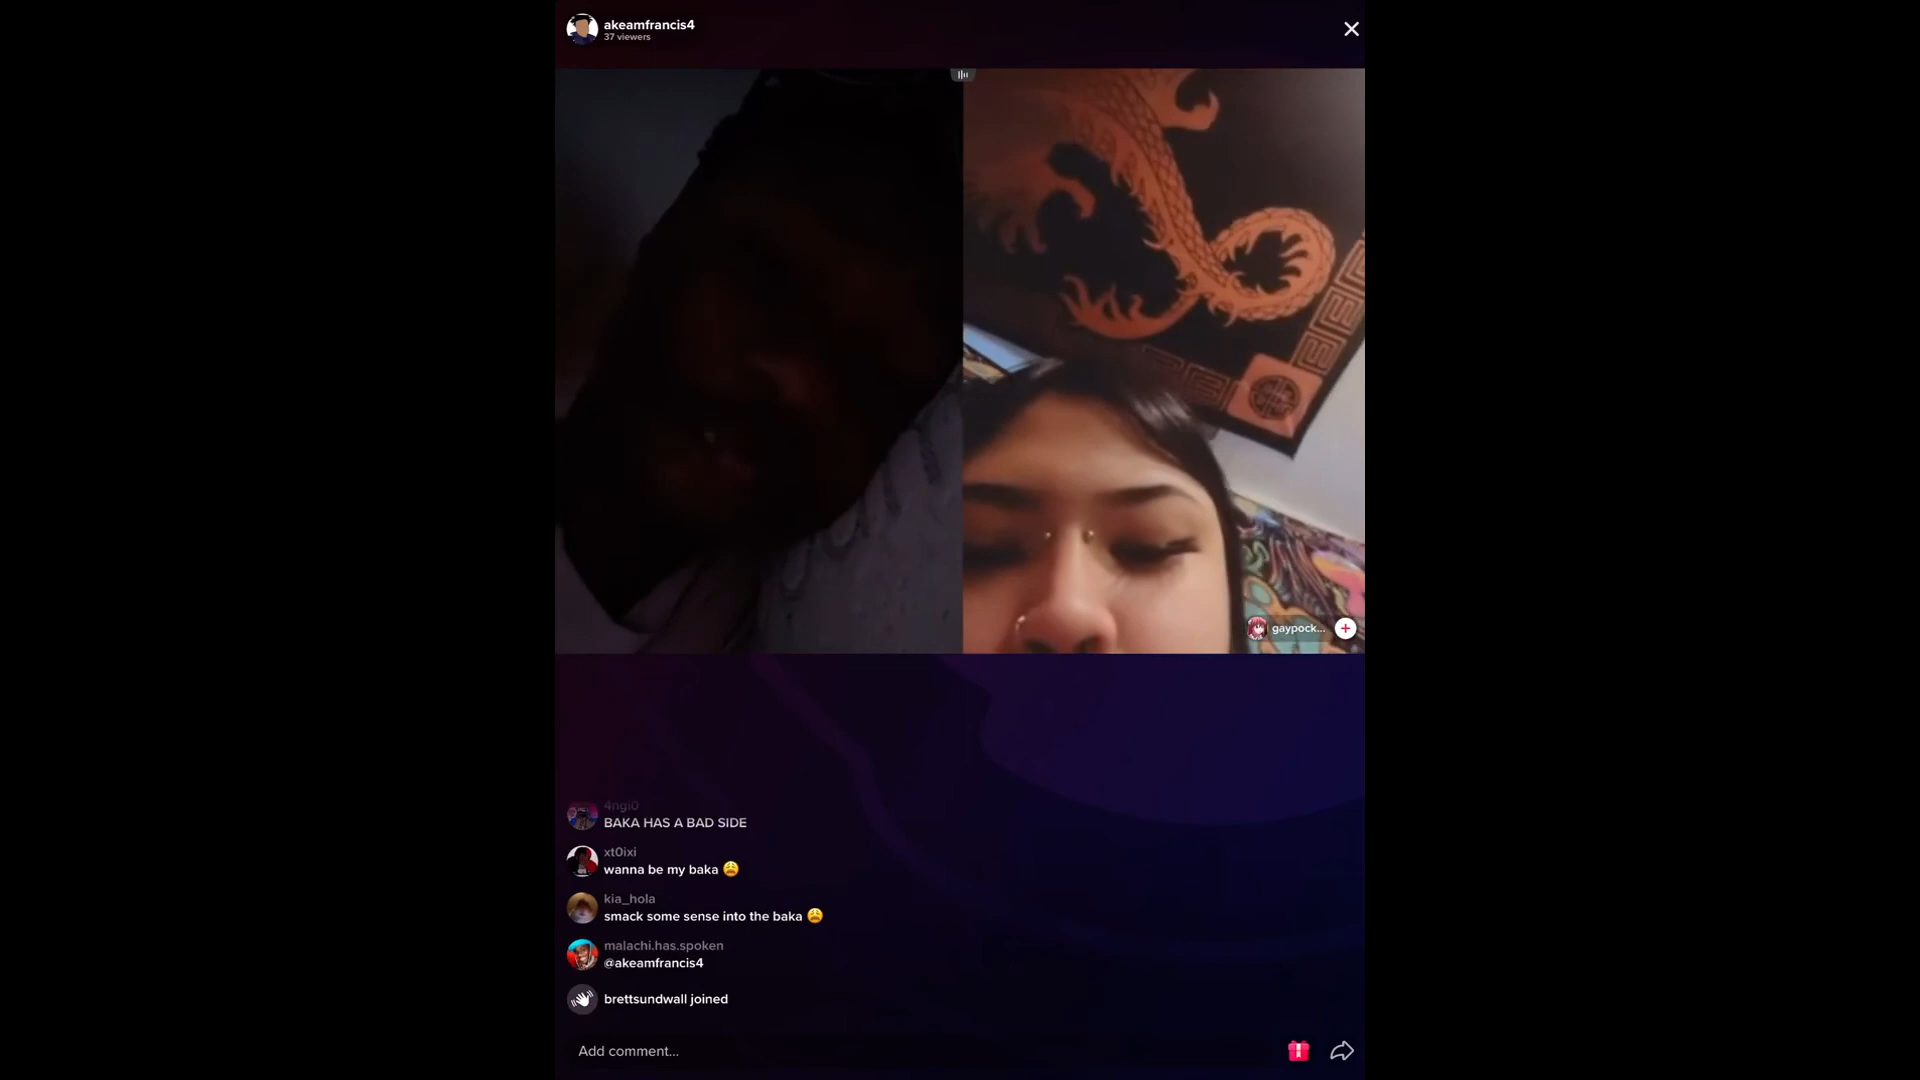 akeamfrancis4
37 viewers
gaypock...
4ngi0
BAKA HAS A BAD SIDE
xt0ixi
wanna be my baka 😩
kia_hola
smack some sense into the baka 😩
malachi.has.spoken
@akeamfrancis4
brettsundwall joined
Add comment...